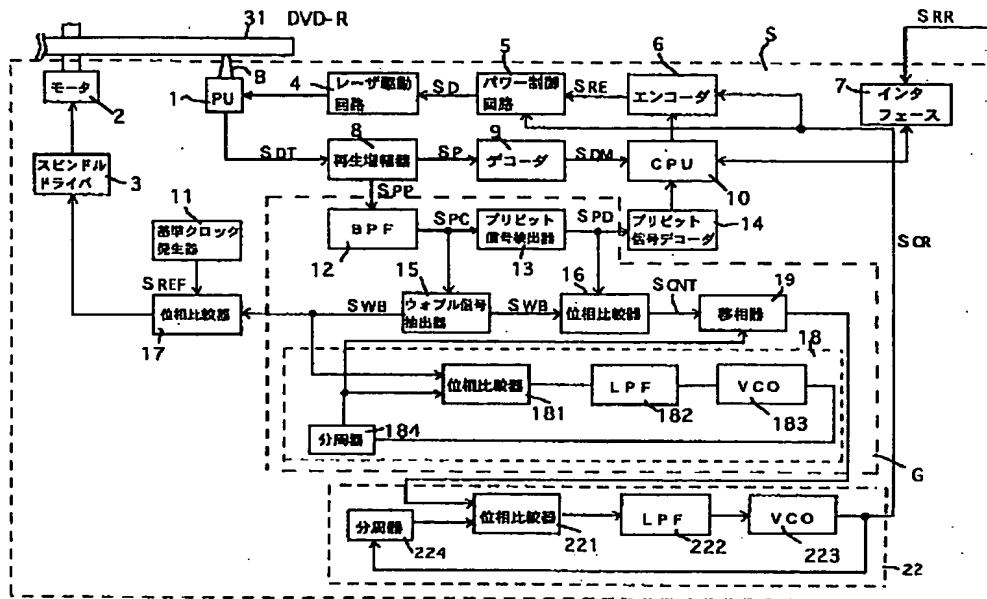 31 DVD-R
SRR
S
B
モータ
2
1
PU
4
レーザ駆動
回路
SD
5
パワー制御
回路
SRE
6
エンコーダ
7
インタ
フェース
スピンドル
ドライバ
3
SDT
8
再生増幅器
SP
9
デコーダ
SDM
CPU
10
SPP
11
基準クロック
発生器
BPF
12
SPC
プリピット
信号検出器
13
SPD
プリピット
信号デコーダ
14
SCR
SREF
位相比較器
17
SWB
15
ウォブル信号
抽出器
SWB
16
位相比較器
SCNT
19
移相器
18
位相比較器
181
LPF
182
VCO
183
分周器
184
G
分周器
224
位相比較器
221
LPF
222
VCO
223
22